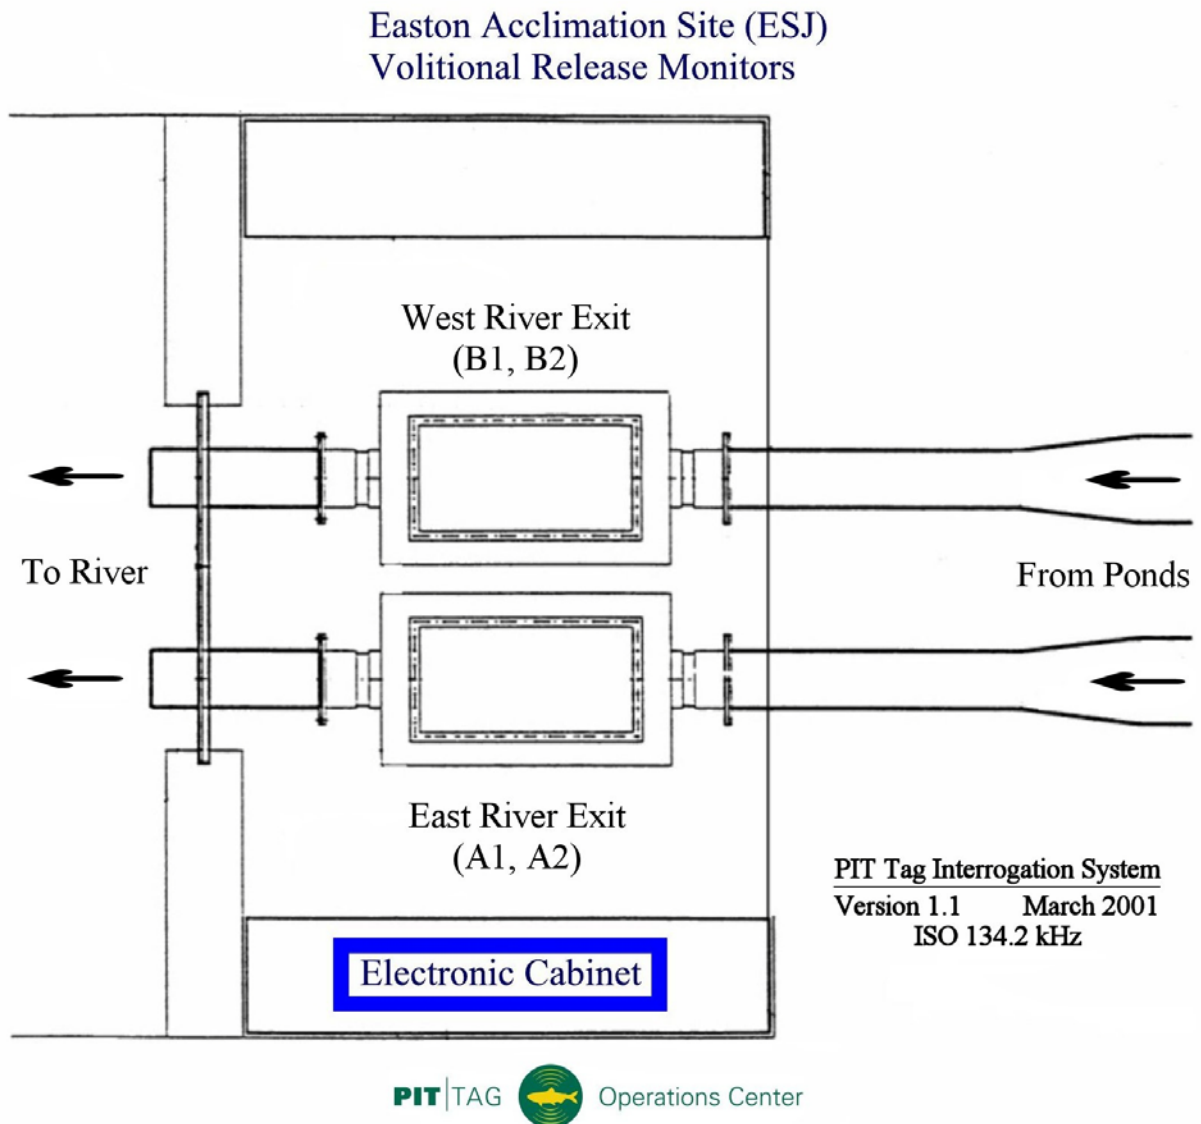 Easton Acclimation Site (ESJ)
Volitional Release Monitors
West River Exit
(B1, B2)
To River
From Ponds
East River Exit
(A1, A2)
PIT Tag Interrogation System
Version 1.1 March 2001
ISO 134.2 kHz
Electronic Cabinet
PIT TAG Operations Center